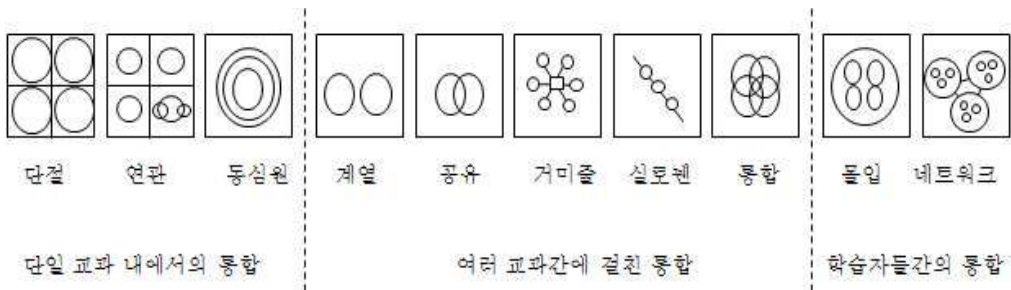 단절 연관 동심원 계열 공유 거미줄 실로꿴 통합 몰입 네트워크
단일 교과 내에서의 통합 여러 교과간에 걸친 통합 학습자들간의 통합